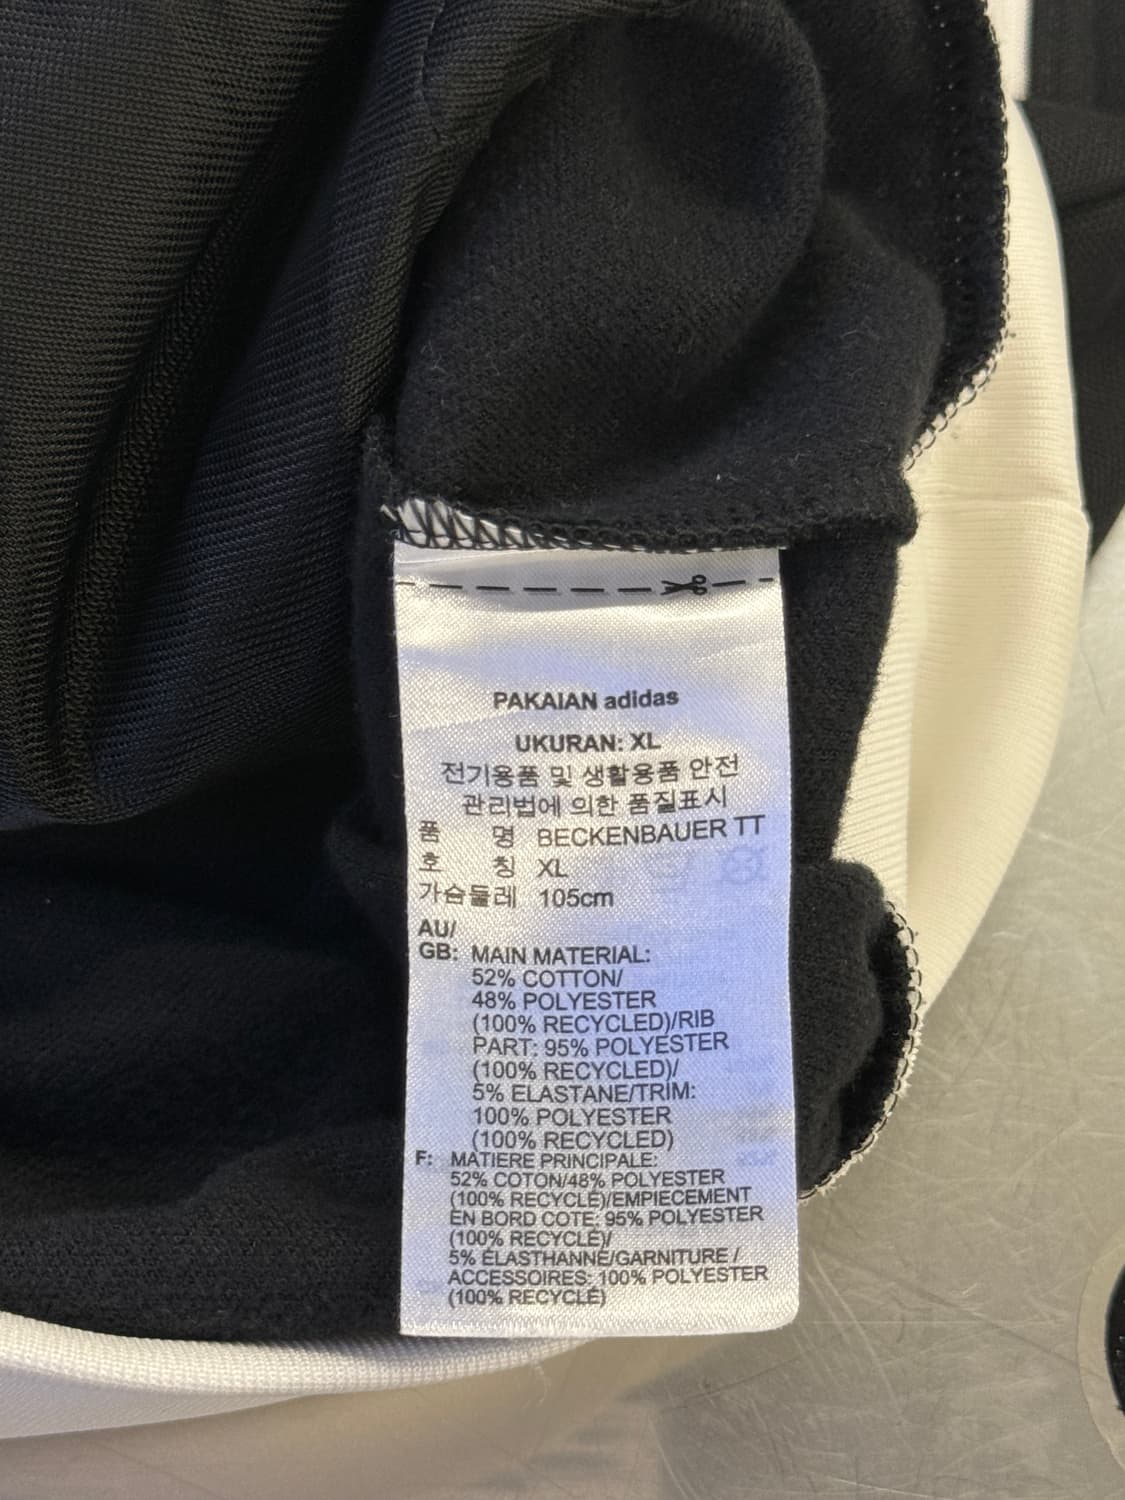 PAKAIAN adidas
UKURAN: XL
전기용품 및 생활용품 안전
관리법에 의한 품질표시
품 명 BECKENBAUER TT
호 칭 XL
가슴둘레 105cm
AU/
GB: MAIN MATERIAL:
52% COTTON/
48% POLYESTER
(100% RECYCLED)/RIB
PART: 95% POLYESTER
(100% RECYCLED)/
5% ELASTANE/TRIM:
100% POLYESTER
(100% RECYCLED)
F: MATIERE PRINCIPALE:
52% COTON/48% POLYESTER
(100% RECYCLÉ)/EMPIECEMENT
EN BORD COTE: 95% POLYESTER
(100% RECYCLÉ)/
5% ÉLASTHANNE/GARNITURE /
ACCESSOIRES: 100% POLYESTER
(100% RECYCLÉ)